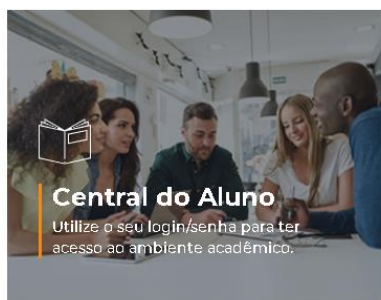 Central do Aluno
Utilize o seu login/senha para ter
acesso ao ambiente acadêmico.